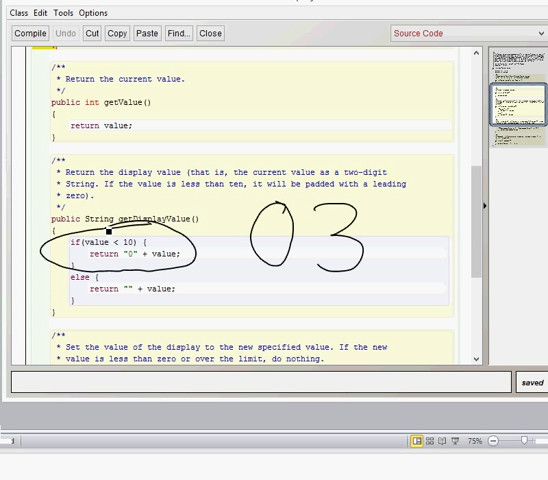 Class Edit Tools Options
Compile Undo Cut Copy Paste Find... Close Source Code
/**
* Return the current value.
*/
public int getValue()
{
return value;
}
/**
* Return the display value (that is, the current value as a two-digit
* String. If the value is less than ten, it will be padded with a leading
* zero).
*/
public String getDisplayValue()
{
if(value < 10) {
return "0" + value;
}
else {
return "" + value;
}
}
03
/**
* Set the value of the display to the new specified value. If the new
* value is less than zero or over the limit, do nothing.
saved
75%